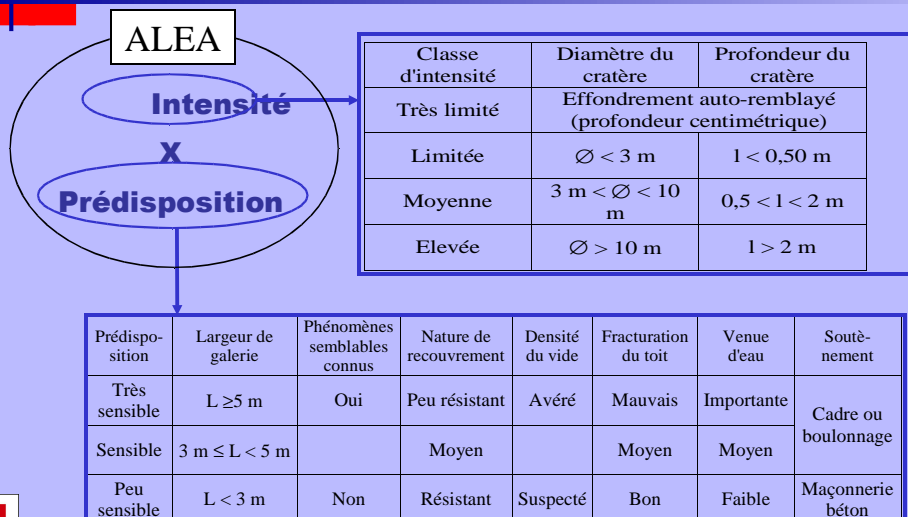 ALEA
Intensité
X
Prédisposition
Classe d'intensité | Diamètre du cratère | Profondeur du cratère
Très limité | Effondrement auto-remblayé (profondeur centimétrique)
Limitée | ∅ < 3 m | l < 0,50 m
Moyenne | 3 m < ∅ < 10 m | 0,5 < l < 2 m
Elevée | ∅ > 10 m | l > 2 m
Prédispo-sition | Largeur de galerie | Phénomènes semblables connus | Nature de recouvrement | Densité du vide | Fracturation du toit | Venue d'eau | Soutè-nement
Très sensible | L ≥5 m | Oui | Peu résistant | Avéré | Mauvais | Importante | Cadre ou boulonnage
Sensible | 3 m ≤ L < 5 m | | Moyen | | Moyen | Moyen
Peu sensible | L < 3 m | Non | Résistant | Suspecté | Bon | Faible | Maçonnerie béton